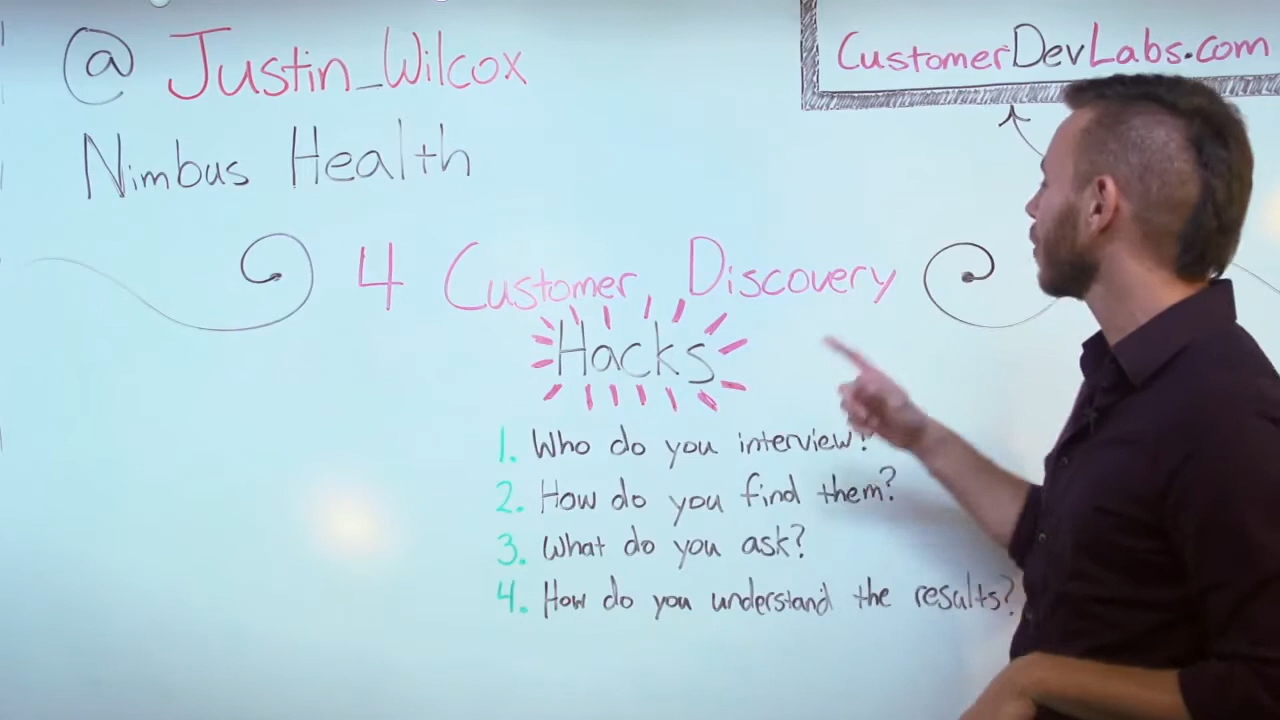 @Justin_Wilcox
CustomerDevLabs.com
Nimbus Health
4 Customer Discovery
Hacks
1. Who do you interview?
2. How do you find them?
3. What do you ask?
4. How do you understand the results?